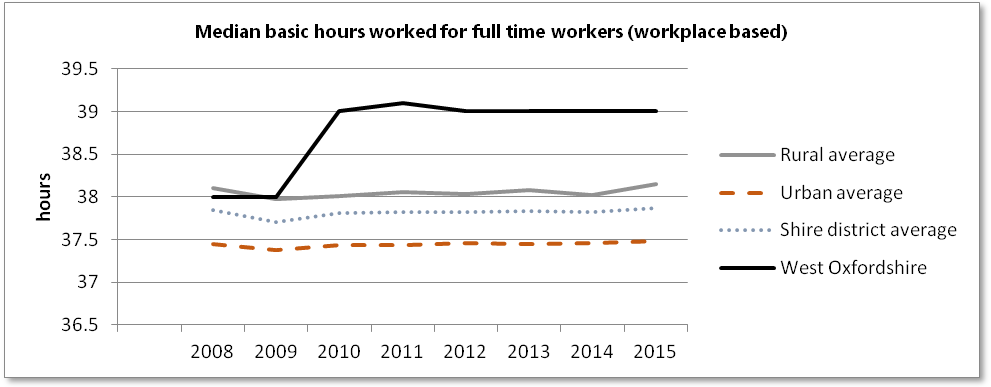 Median basic hours worked for full time workers (workplace based)
hours
39.5
39
38.5
38
37.5
37
36.5
2008 2009 2010 2011 2012 2013 2014 2015
Rural average
Urban average
Shire district average
West Oxfordshire